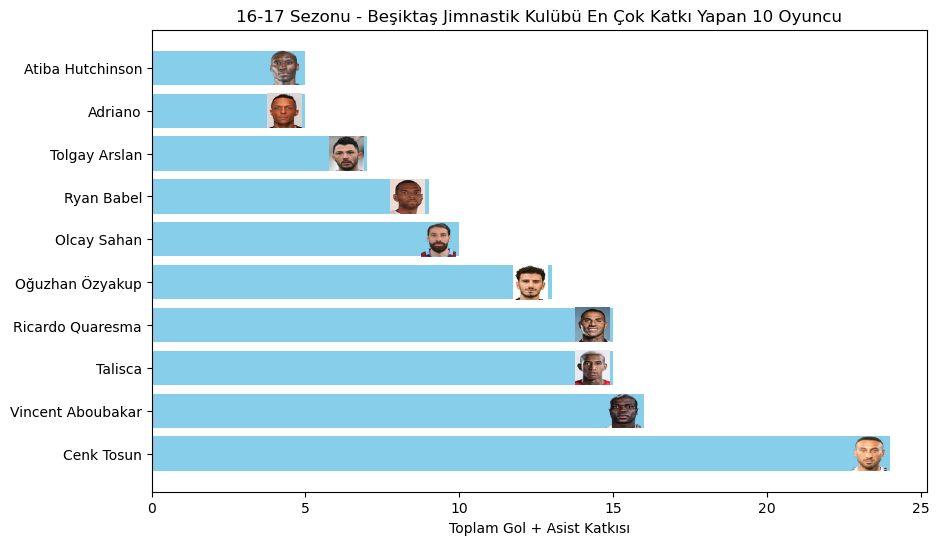 16-17 Sezonu - Beşiktaş Jimnastik Kulübü En Çok Katkı Yapan 10 Oyuncu
Atiba Hutchinson
Adriano
Tolgay Arslan
Ryan Babel
Olcay Sahan
Oğuzhan Özyakup
Ricardo Quaresma
Talisca
Vincent Aboubakar
Cenk Tosun
0 5 10 15 20 25
Toplam Gol + Asist Katkısı